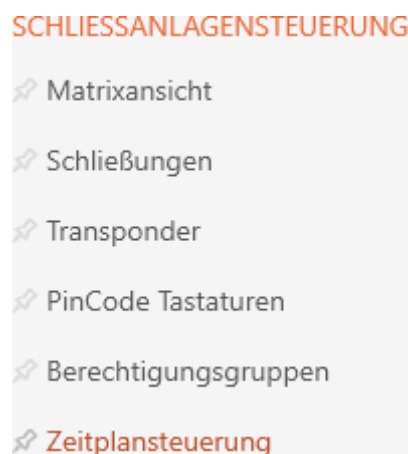 SCHLIESSANLAGENSTEUERUNG
Matrixansicht
Schließungen
Transponder
PinCode Tastaturen
Berechtigungsgruppen
Zeitplansteuerung